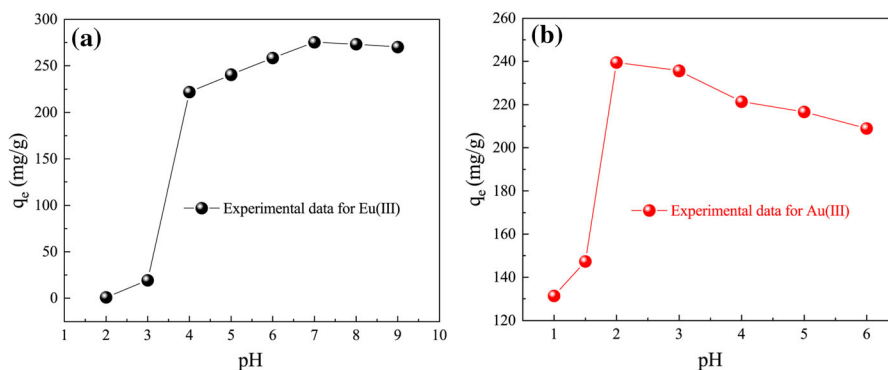 (a)
300
250
200
150
100
50
0
1 2 3 4 5 6 7 8 9 10
pH
qe (mg/g)
Experimental data for Eu(III)
(b)
260
240
220
200
180
160
140
120
1 2 3 4 5 6
pH
qe (mg/g)
Experimental data for Au(III)